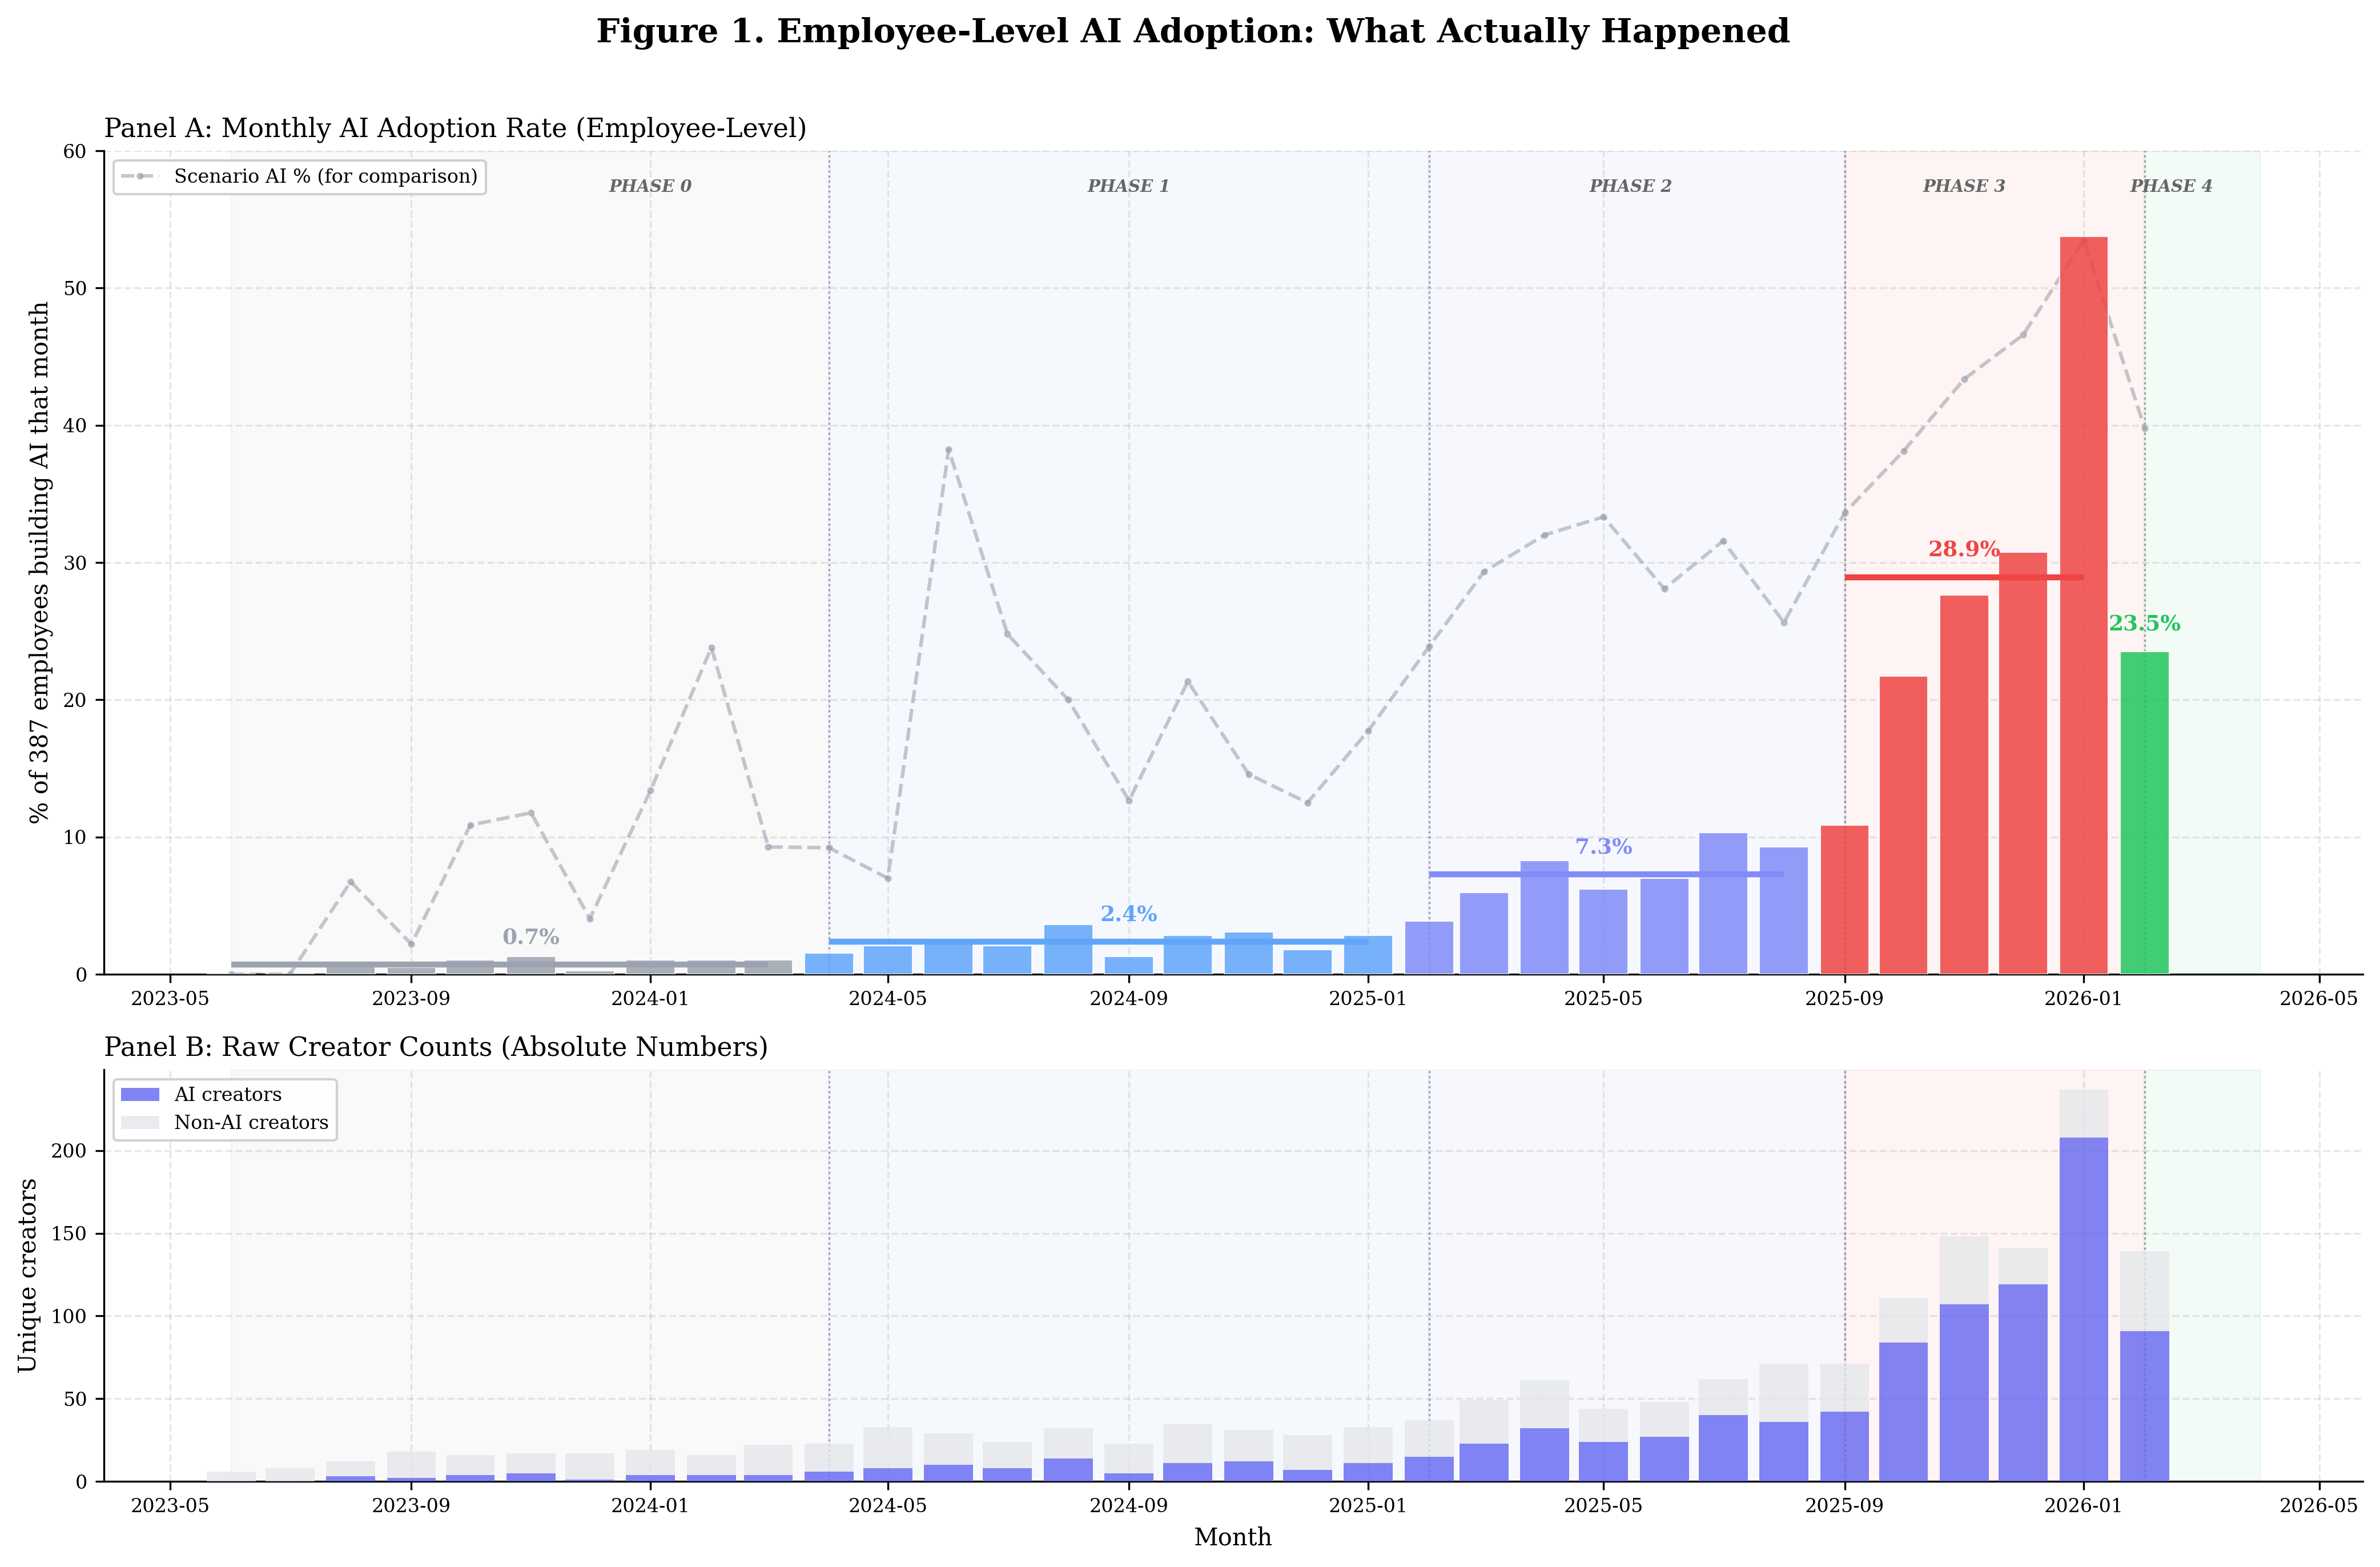 Figure 1. Employee-Level AI Adoption: What Actually Happened
Panel A: Monthly AI Adoption Rate (Employee-Level)
Scenario AI % (for comparison)
PHASE 0
PHASE 1
PHASE 2
PHASE 3
PHASE 4
% of 387 employees building AI that month
60
50
40
30
20
10
0
0.7%
2.4%
7.3%
28.9%
23.5%
2023-05
2023-09
2024-01
2024-05
2024-09
2025-01
2025-05
2025-09
2026-01
2026-05
Panel B: Raw Creator Counts (Absolute Numbers)
AI creators
Non-AI creators
Unique creators
200
150
100
50
0
2023-05
2023-09
2024-01
2024-05
2024-09
2025-01
2025-05
2025-09
2026-01
2026-05
Month